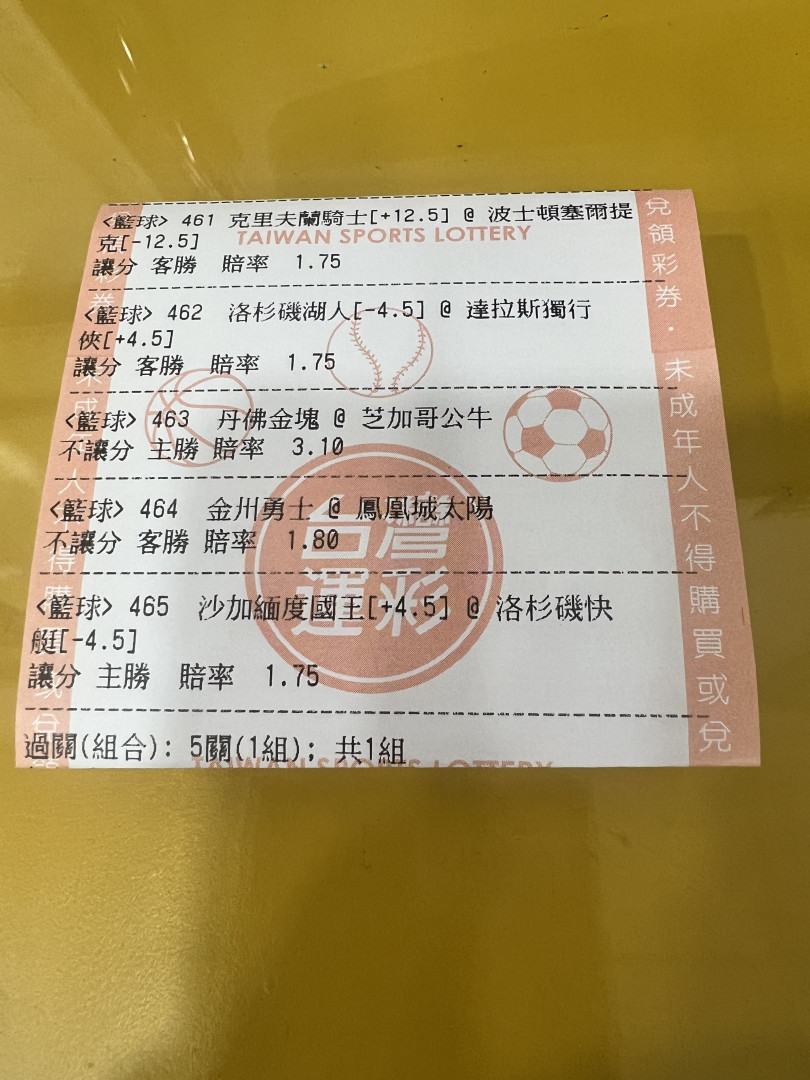 <籃球> 461 克里夫蘭騎士[+12.5] @ 波士頓塞爾提
克[-12.5]
TAIWAN SPORTS LOTTERY
讓分 客勝 賠率 1.75
<籃球> 462 洛杉磯湖人[-4.5] @ 達拉斯獨行
俠[+4.5]
讓分 客勝 賠率 1.75
<籃球> 463 丹佛金塊 @ 芝加哥公牛
不讓分 主勝 賠率 3.10
<籃球> 464 金州勇士 @ 鳳凰城太陽
不讓分 客勝 賠率 1.80
<籃球> 465 沙加緬度國王[+4.5] @ 洛杉磯快
艇[-4.5]
讓分 主勝 賠率 1.75
過關(組合): 5關(1組); 共1組
TAIWAN SPORTS LOTTERY
台灣
運彩
兌領彩券・未成年人不得購買或兌